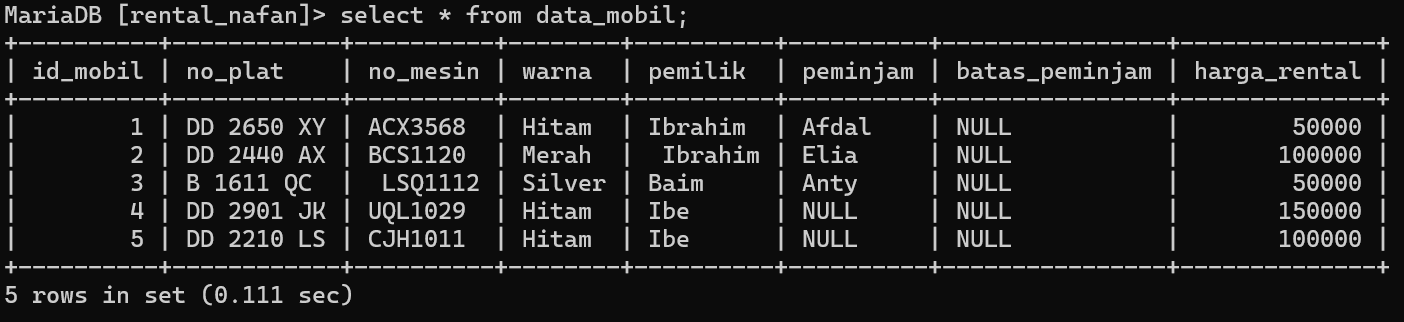 MariaDB [rental_nafan]> select * from data_mobil;
+----------+------------+----------+--------+----------+----------+----------------+--------------+
| id_mobil | no_plat    | no_mesin | warna  | pemilik  | peminjam | batas_peminjam | harga_rental |
+----------+------------+----------+--------+----------+----------+----------------+--------------+
|        1 | DD 2650 XY | ACX3568  | Hitam  | Ibrahim  | Afdal    | NULL           |        50000 |
|        2 | DD 2440 AX | BCS1120  | Merah  |  Ibrahim | Elia     | NULL           |       100000 |
|        3 | B 1611 QC  |  LSQ1112 | Silver | Baim     | Anty     | NULL           |        50000 |
|        4 | DD 2901 JK | UQL1029  | Hitam  | Ibe      | NULL     | NULL           |       150000 |
|        5 | DD 2210 LS | CJH1011  | Hitam  | Ibe      | NULL     | NULL           |       100000 |
+----------+------------+----------+--------+----------+----------+----------------+--------------+
5 rows in set (0.111 sec)